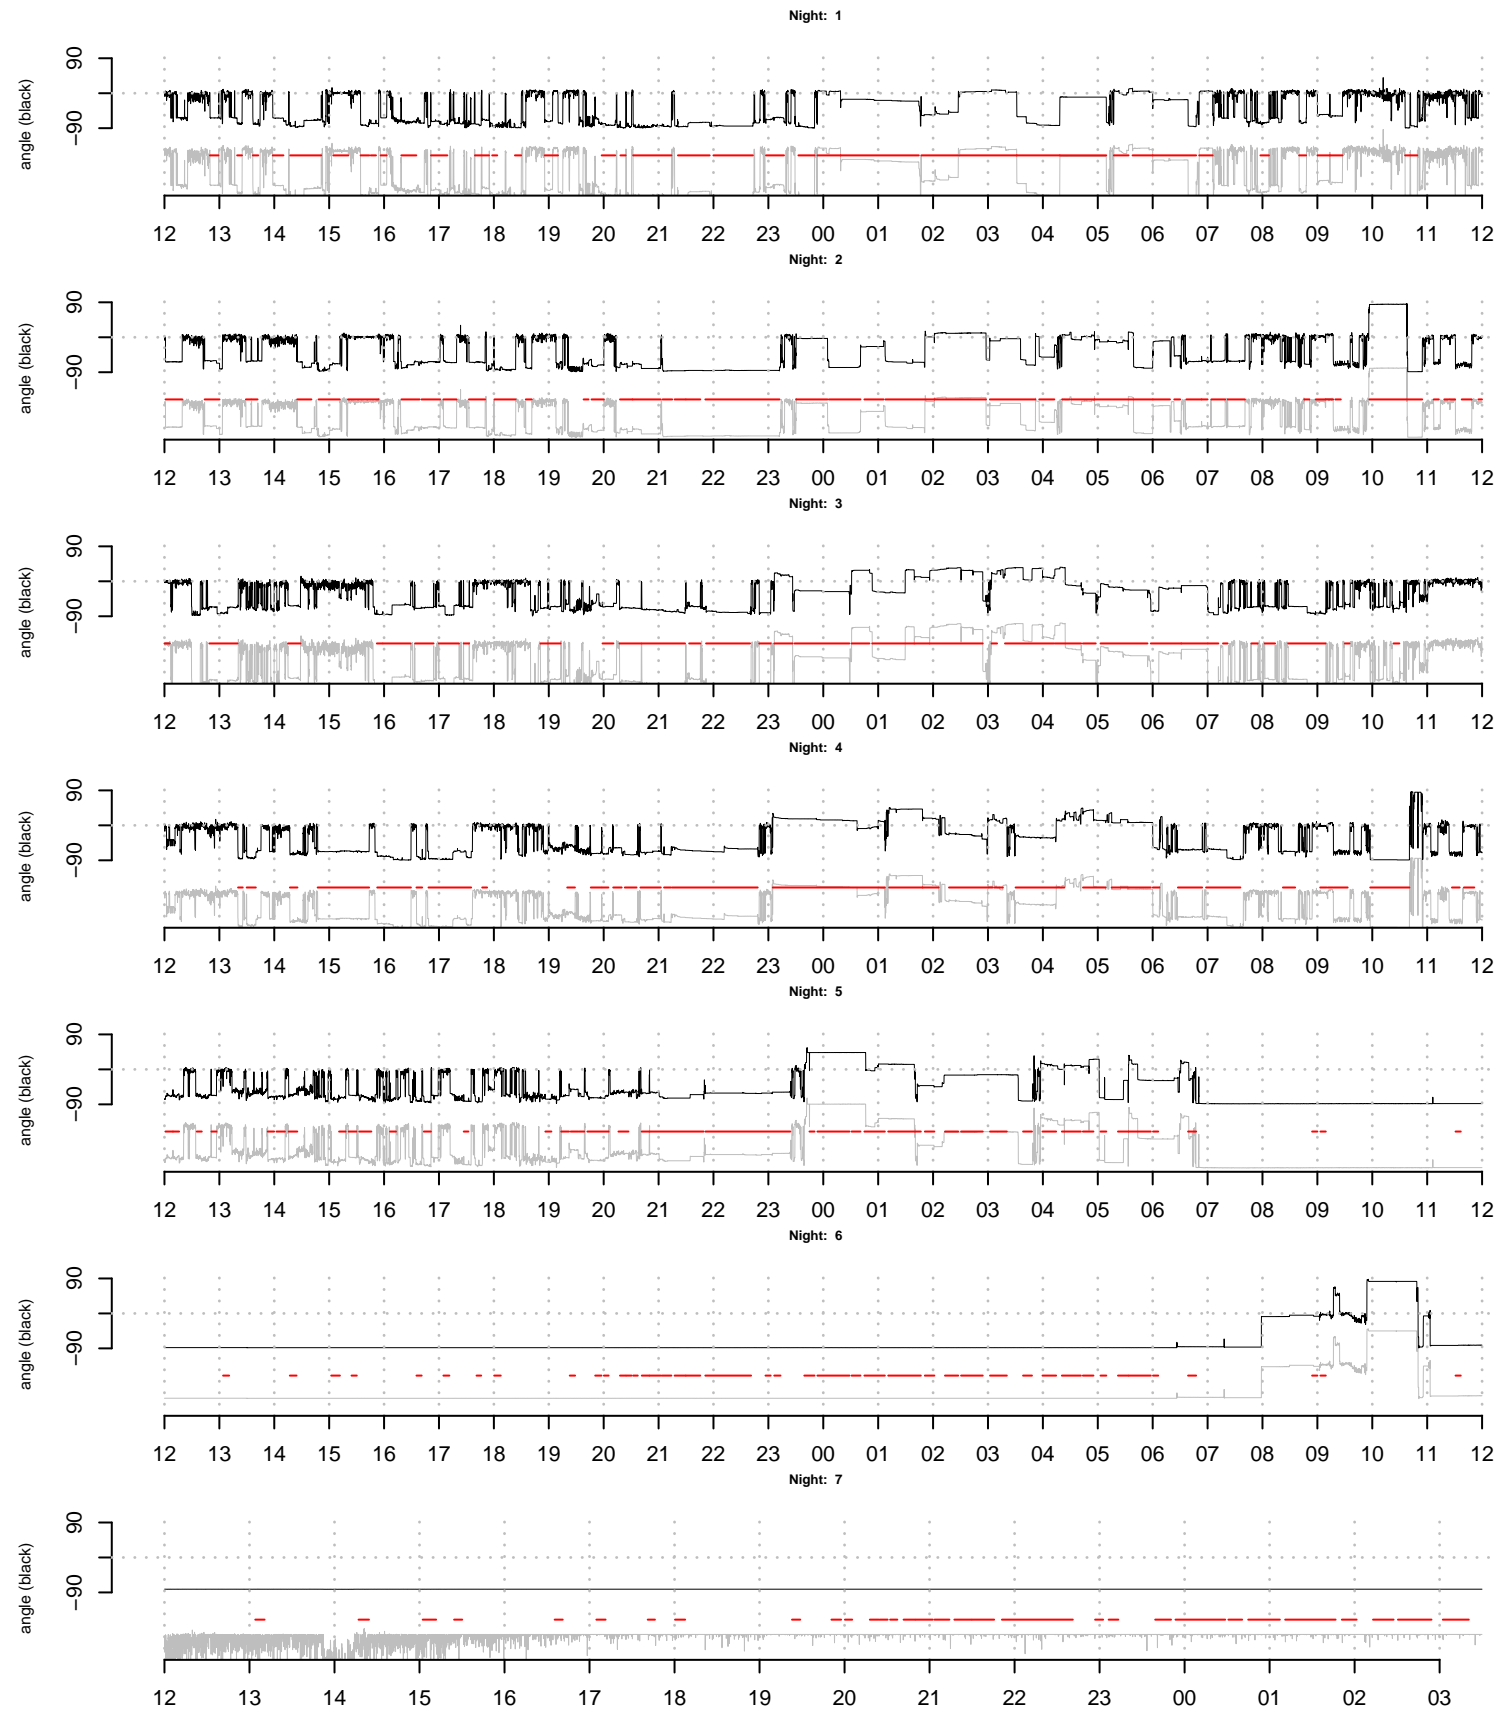 Night: 1
90
-90
angle (black)
12 13 14 15 16 17 18 19 20 21 22 23 00 01 02 03 04 05 06 07 08 09 10 11 12
Night: 2
90
-90
angle (black)
12 13 14 15 16 17 18 19 20 21 22 23 00 01 02 03 04 05 06 07 08 09 10 11 12
Night: 3
90
-90
angle (black)
12 13 14 15 16 17 18 19 20 21 22 23 00 01 02 03 04 05 06 07 08 09 10 11 12
Night: 4
90
-90
angle (black)
12 13 14 15 16 17 18 19 20 21 22 23 00 01 02 03 04 05 06 07 08 09 10 11 12
Night: 5
90
-90
angle (black)
12 13 14 15 16 17 18 19 20 21 22 23 00 01 02 03 04 05 06 07 08 09 10 11 12
Night: 6
90
-90
angle (black)
12 13 14 15 16 17 18 19 20 21 22 23 00 01 02 03 04 05 06 07 08 09 10 11 12
Night: 7
90
-90
angle (black)
12 13 14 15 16 17 18 19 20 21 22 23 00 01 02 03